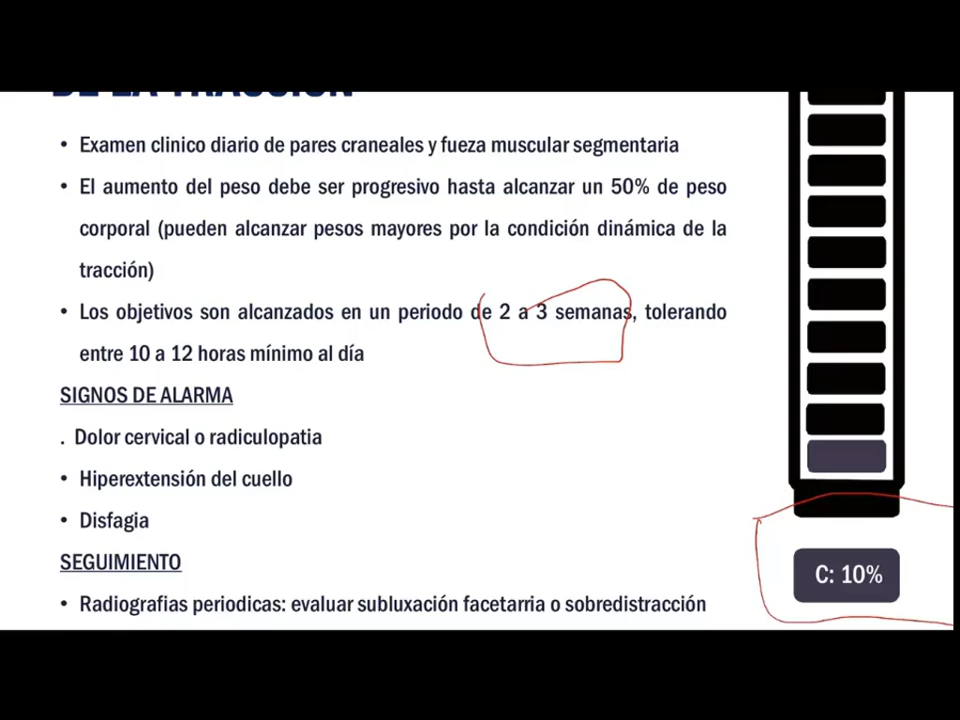 DE LA TRACCIÓN
• Examen clinico diario de pares craneales y fueza muscular segmentaria
• El aumento del peso debe ser progresivo hasta alcanzar un 50% de peso
corporal (pueden alcanzar pesos mayores por la condición dinámica de la
tracción)
• Los objetivos son alcanzados en un periodo de 2 a 3 semanas, tolerando
entre 10 a 12 horas mínimo al día
SIGNOS DE ALARMA
. Dolor cervical o radiculopatia
• Hiperextensión del cuello
• Disfagia
SEGUIMIENTO
• Radiografias periodicas: evaluar subluxación facetarria o sobredistracción
C: 10%